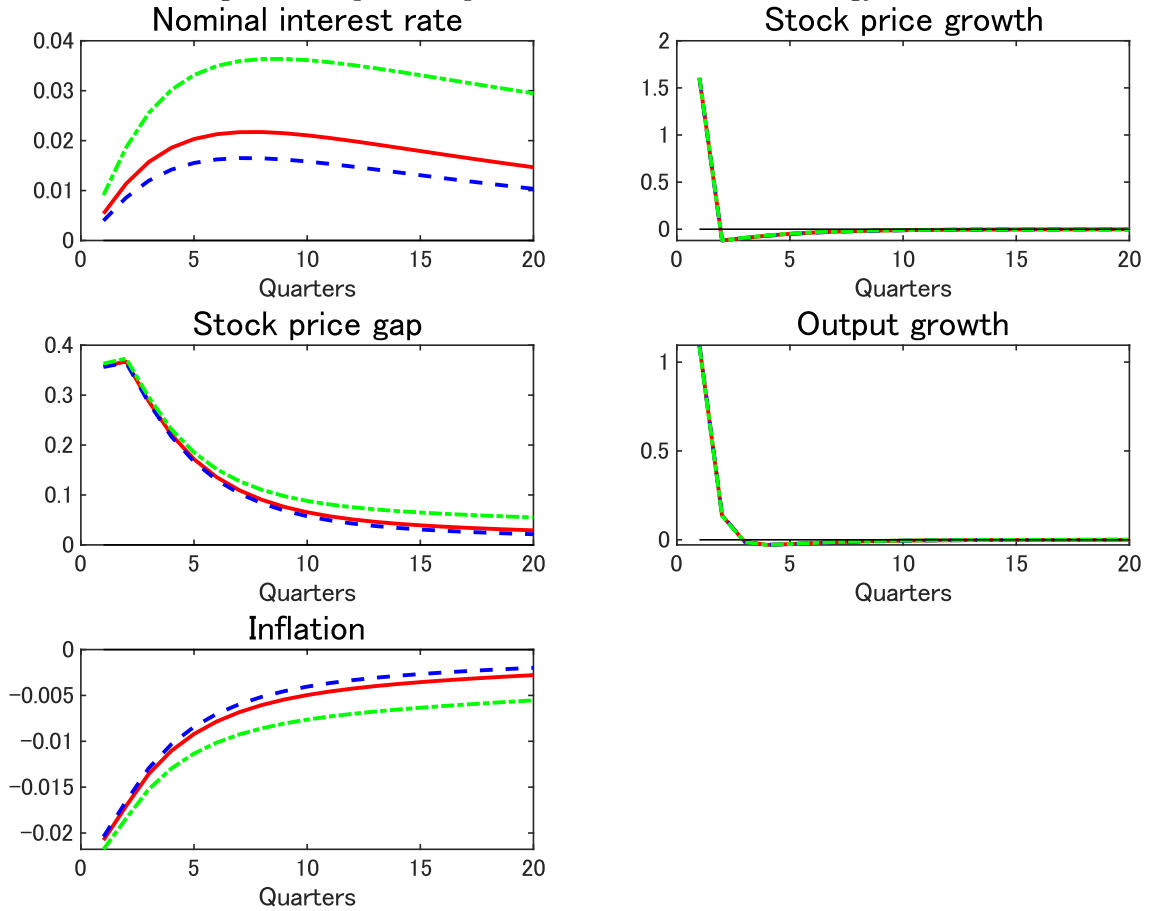 Nominal interest rate
0.04
0.03
0.02
0.01
0
0 5 10 15 20
Quarters
Stock price growth
2
1.5
1
0.5
0
0 5 10 15 20
Quarters
Stock price gap
0.4
0.3
0.2
0.1
0
0 5 10 15 20
Quarters
Output growth
1
0.5
0
0 5 10 15 20
Quarters
Inflation
0
−0.005
−0.01
−0.015
−0.02
0 5 10 15 20
Quarters